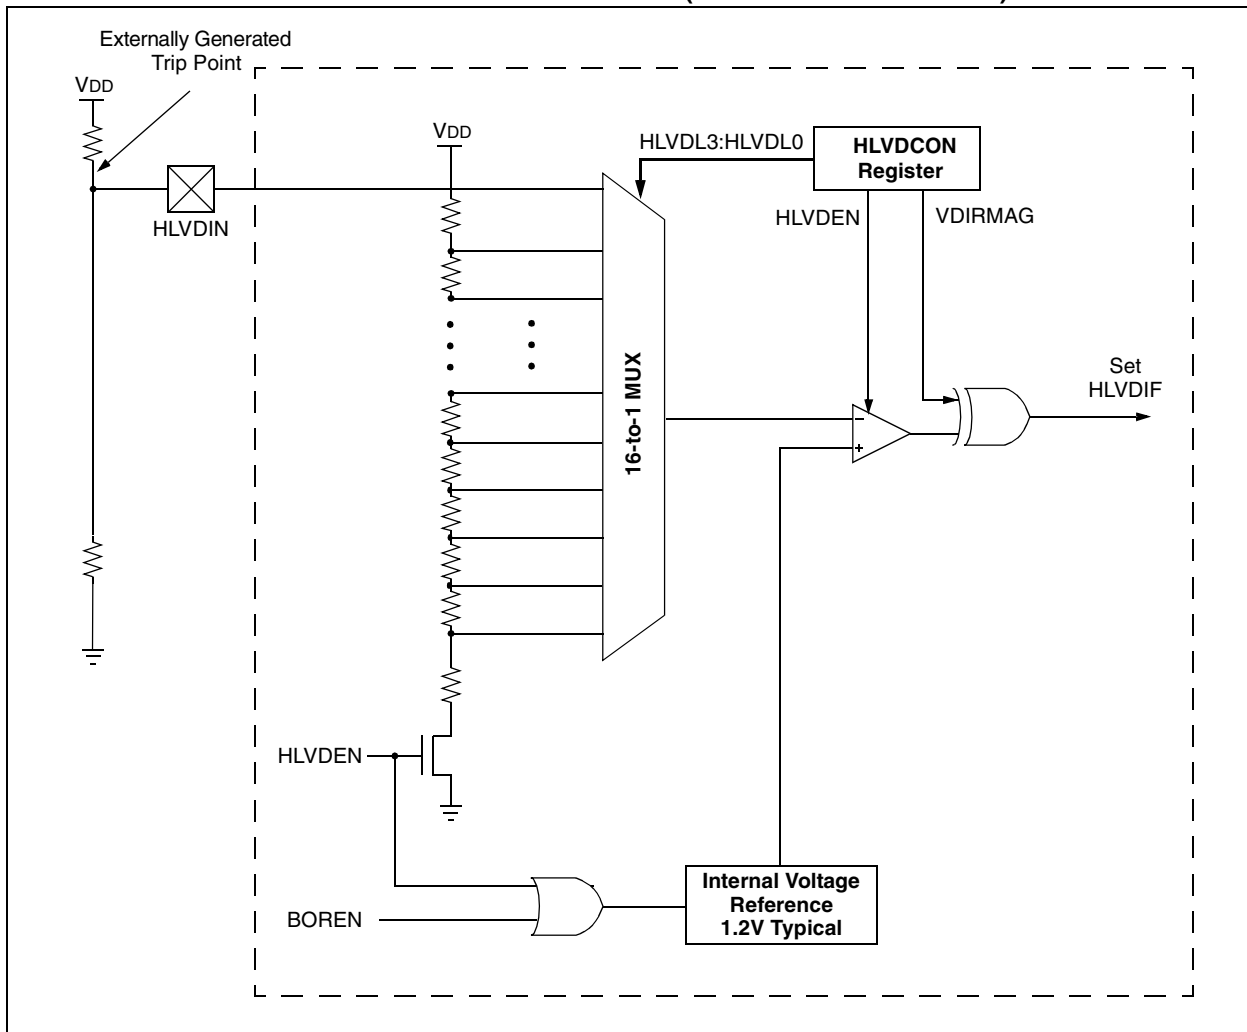 Externally Generated
Trip Point
VDD
VDD
HLVDL3:HLVDL0
HLVDCON
Register
HLVDIN
HLVDEN
VDIRMAG
16-to-1 MUX
Set
HLVDIF
–
+
HLVDEN
BOREN
Internal Voltage
Reference
1.2V Typical